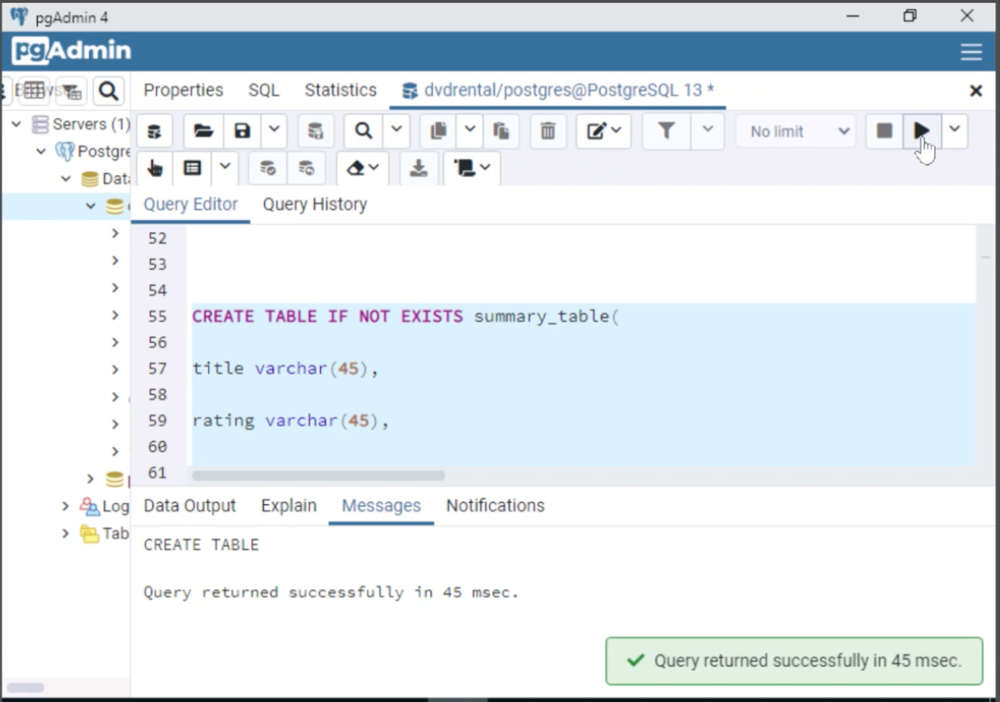 pgAdmin 4
pgAdmin
Properties SQL Statistics dvdrental/postgres@PostgreSQL 13 *
Servers (1)
Postgre
Data
No limit
Query Editor Query History
52
53
54
55 CREATE TABLE IF NOT EXISTS summary_table(
56
57 title varchar(45),
58
59 rating varchar(45),
60
61
Log
Tab
Data Output Explain Messages Notifications
CREATE TABLE
Query returned successfully in 45 msec.
Query returned successfully in 45 msec.